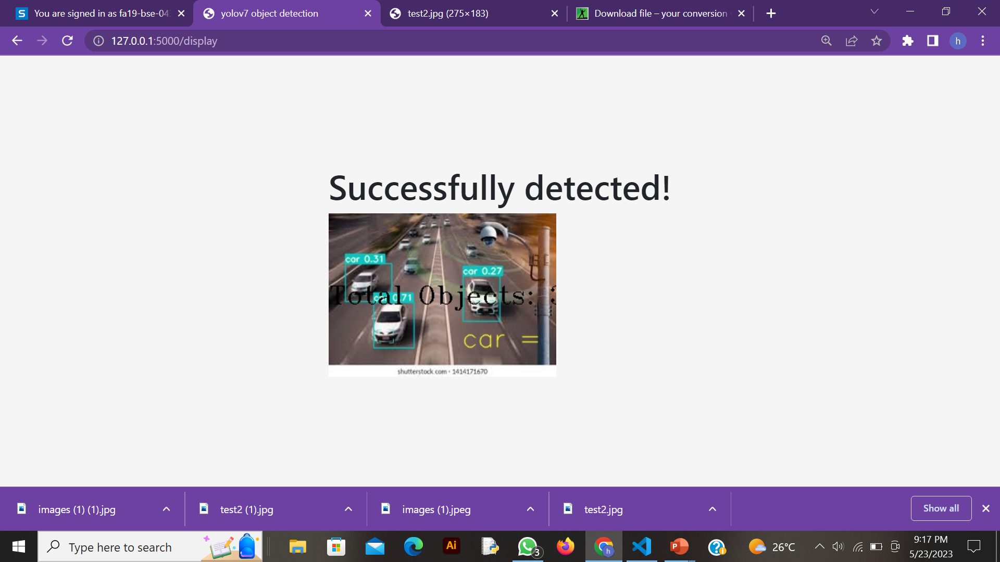 You are signed in as fa19-bse-04
yolov7 object detection
test2.jpg (275×183)
Download file – your conversion
127.0.0.1:5000/display
h
Successfully detected!
car 0.31
car 0.27
Total Objects: 3
car 0.71
car =
shutterstock.com · 1414171670
images (1) (1).jpg
test2 (1).jpg
images (1).jpeg
test2.jpg
Show all
Type here to search
Ai
3
h
P
26°C
9:17 PM
5/23/2023